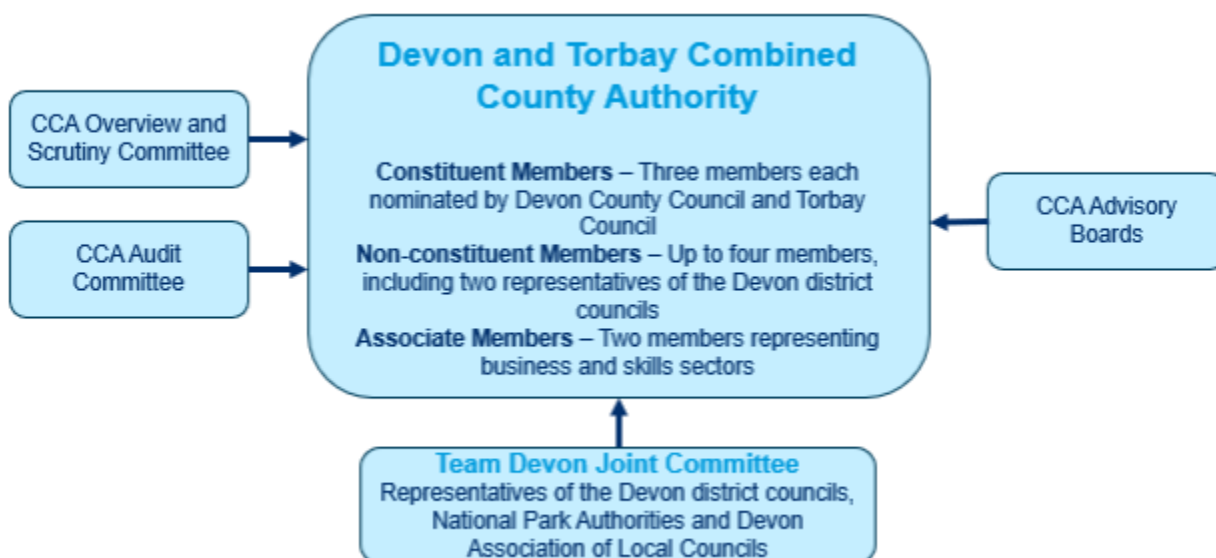 Devon and Torbay Combined
County Authority
CCA Overview and
Scrutiny Committee
CCA Audit
Committee
Constituent Members – Three members each
nominated by Devon County Council and Torbay
Council
Non-constituent Members – Up to four members,
including two representatives of the Devon district
councils
Associate Members – Two members representing
business and skills sectors
CCA Advisory
Boards
Team Devon Joint Committee
Representatives of the Devon district councils,
National Park Authorities and Devon
Association of Local Councils